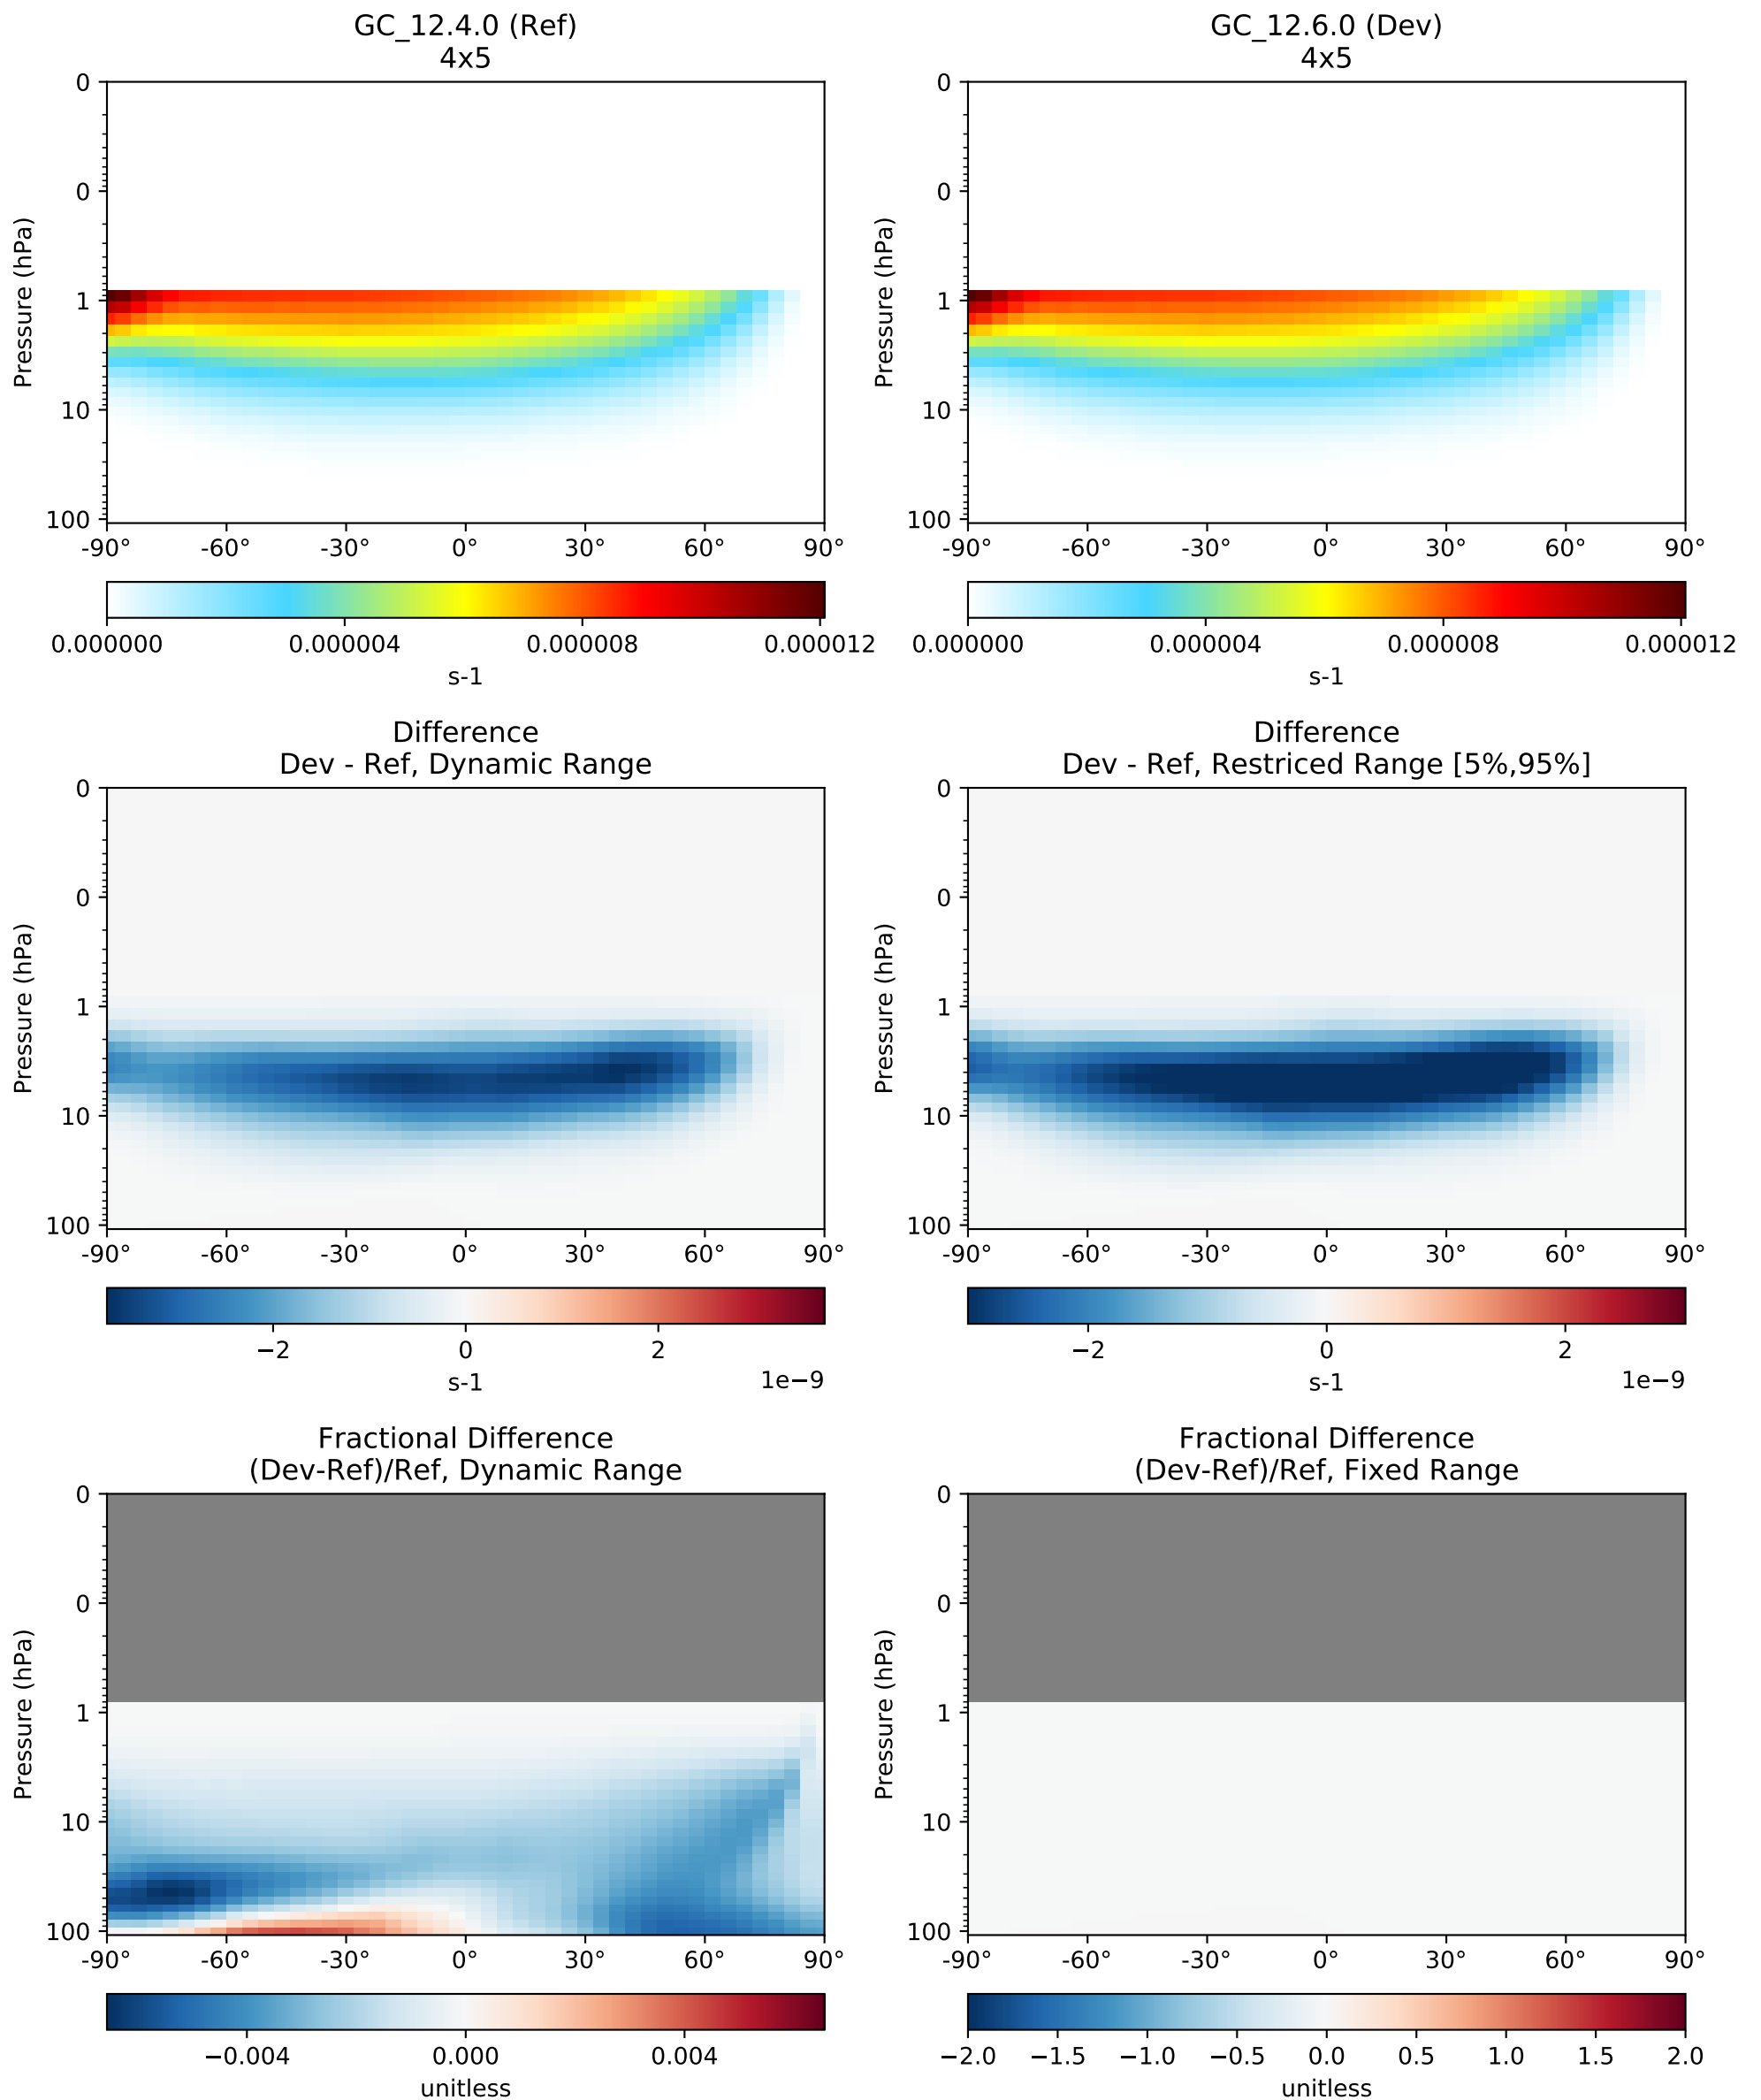 GC_12.4.0 (Ref)
4x5
GC_12.6.0 (Dev)
4x5
Pressure (hPa)
0
0
1
10
100
-90° -60° -30° 0° 30° 60° 90°
0.000000 0.000004 0.000008 0.000012
s-1
Pressure (hPa)
0
0
1
10
100
-90° -60° -30° 0° 30° 60° 90°
0.000000 0.000004 0.000008 0.000012
s-1
Difference
Dev - Ref, Dynamic Range
Pressure (hPa)
0
0
1
10
100
-90° -60° -30° 0° 30° 60° 90°
−2 0 2
s-1
1e−9
Difference
Dev - Ref, Restriced Range [5%,95%]
Pressure (hPa)
0
0
1
10
100
-90° -60° -30° 0° 30° 60° 90°
−2 0 2
s-1
1e−9
Fractional Difference
(Dev-Ref)/Ref, Dynamic Range
Pressure (hPa)
0
0
1
10
100
-90° -60° -30° 0° 30° 60° 90°
−0.004 0.000 0.004
unitless
Fractional Difference
(Dev-Ref)/Ref, Fixed Range
Pressure (hPa)
0
0
1
10
100
-90° -60° -30° 0° 30° 60° 90°
−2.0 −1.5 −1.0 −0.5 0.0 0.5 1.0 1.5 2.0
unitless